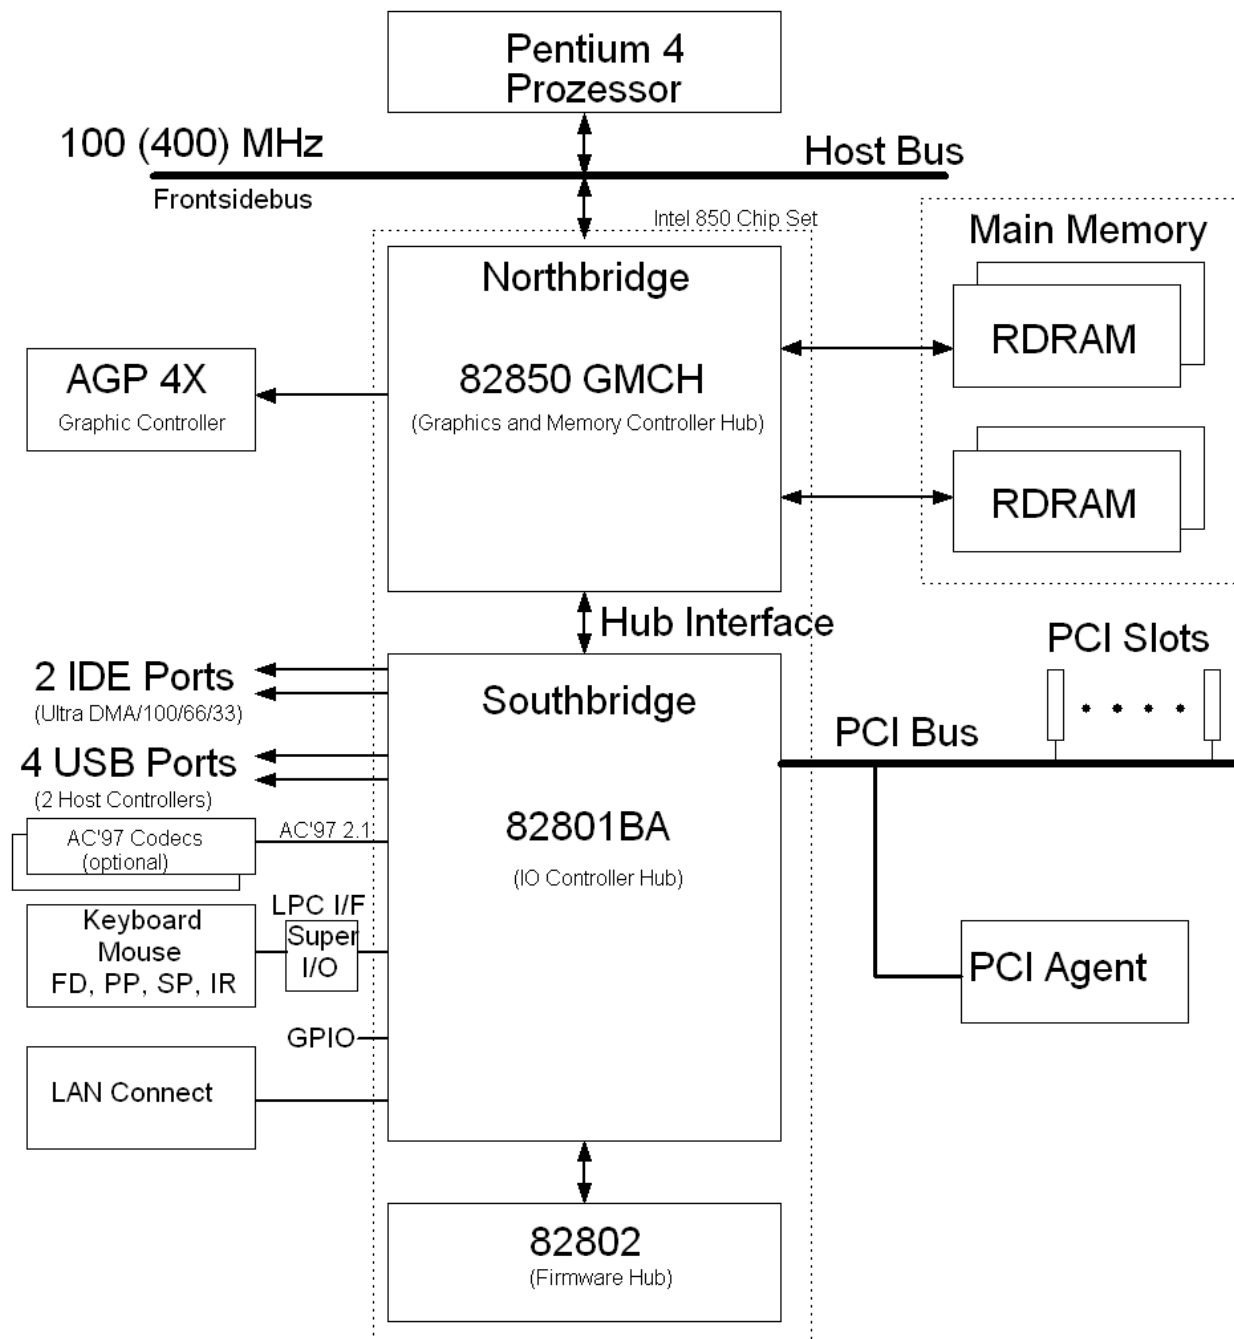 Pentium 4
Prozessor
100 (400) MHz
Host Bus
Frontsidebus
Intel 850 Chip Set
Main Memory
Northbridge
RDRAM
AGP 4X
Graphic Controller
82850 GMCH
(Graphics and Memory Controller Hub)
RDRAM
Hub Interface
PCI Slots
2 IDE Ports
(Ultra DMA/100/66/33)
Southbridge
PCI Bus
4 USB Ports
(2 Host Controllers)
AC'97 Codecs
(optional)
AC'97 2.1
82801BA
(IO Controller Hub)
LPC I/F
Super
I/O
Keyboard
Mouse
FD, PP, SP, IR
PCI Agent
GPIO
LAN Connect
82802
(Firmware Hub)